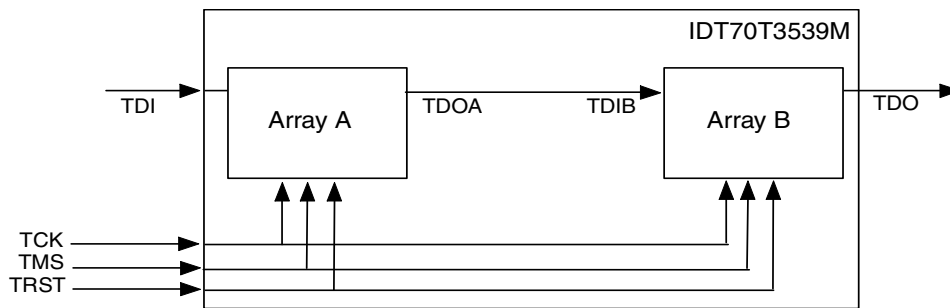 IDT70T3539M
TDI
Array A
TDOA
TDIB
Array B
TDO
TCK
TMS
TRST